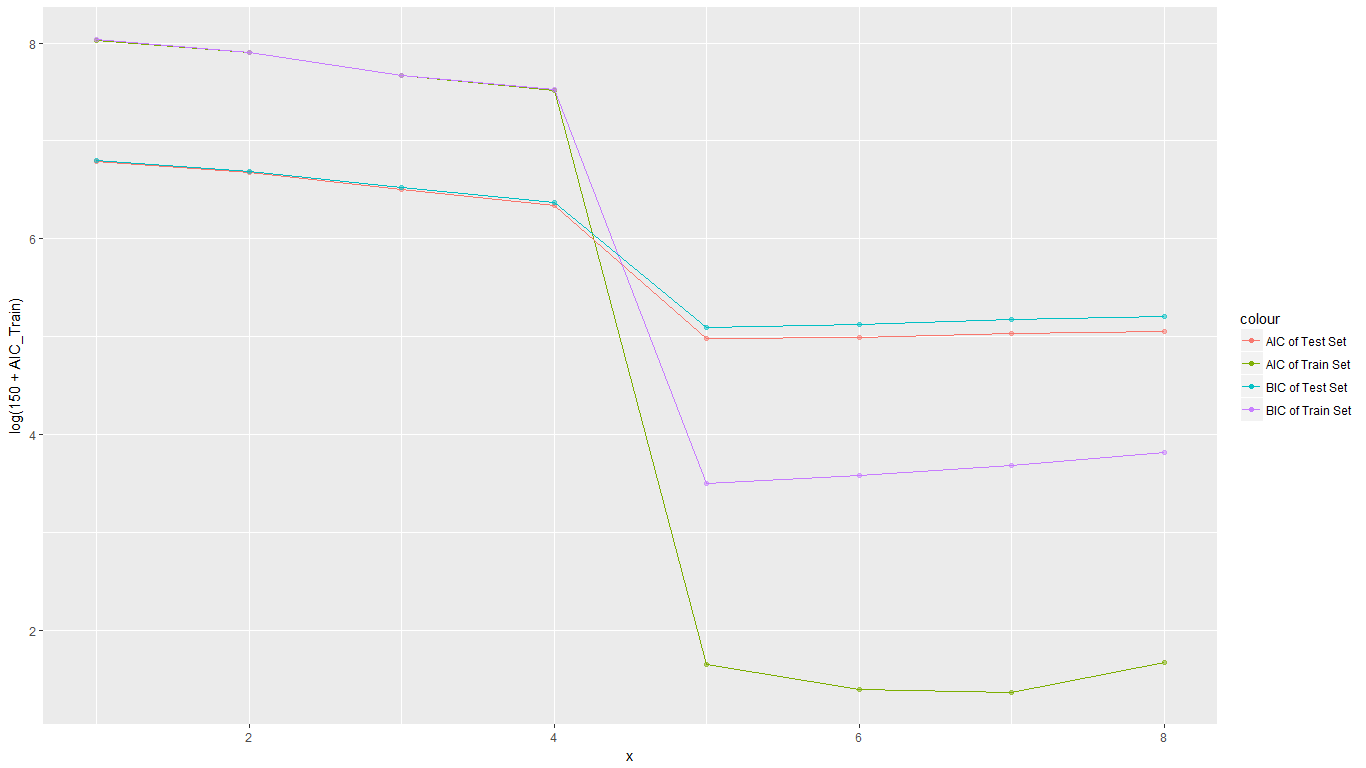 8
6
4
2
log(150 + AIC_Train)
2
4
6
8
x
colour
AIC of Test Set
AIC of Train Set
BIC of Test Set
BIC of Train Set